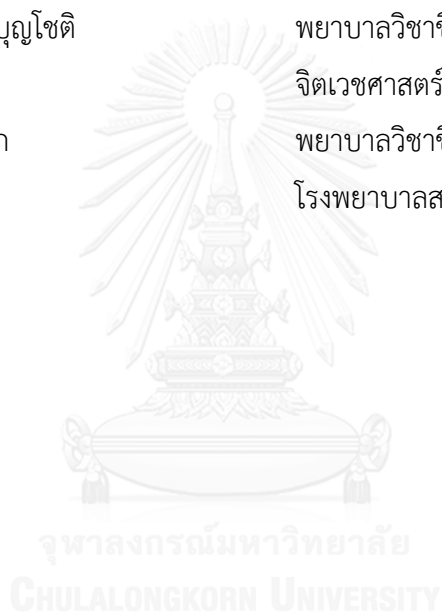 บุญโชติ พยาบาลวิชาชี
จิตเวชศาสตร์
พยาบาลวิชาชี
โรงพยาบาลส
จุฬาลงกรณ์มหาวิทยาลัย
CHULALONGKORN UNIVERSITY